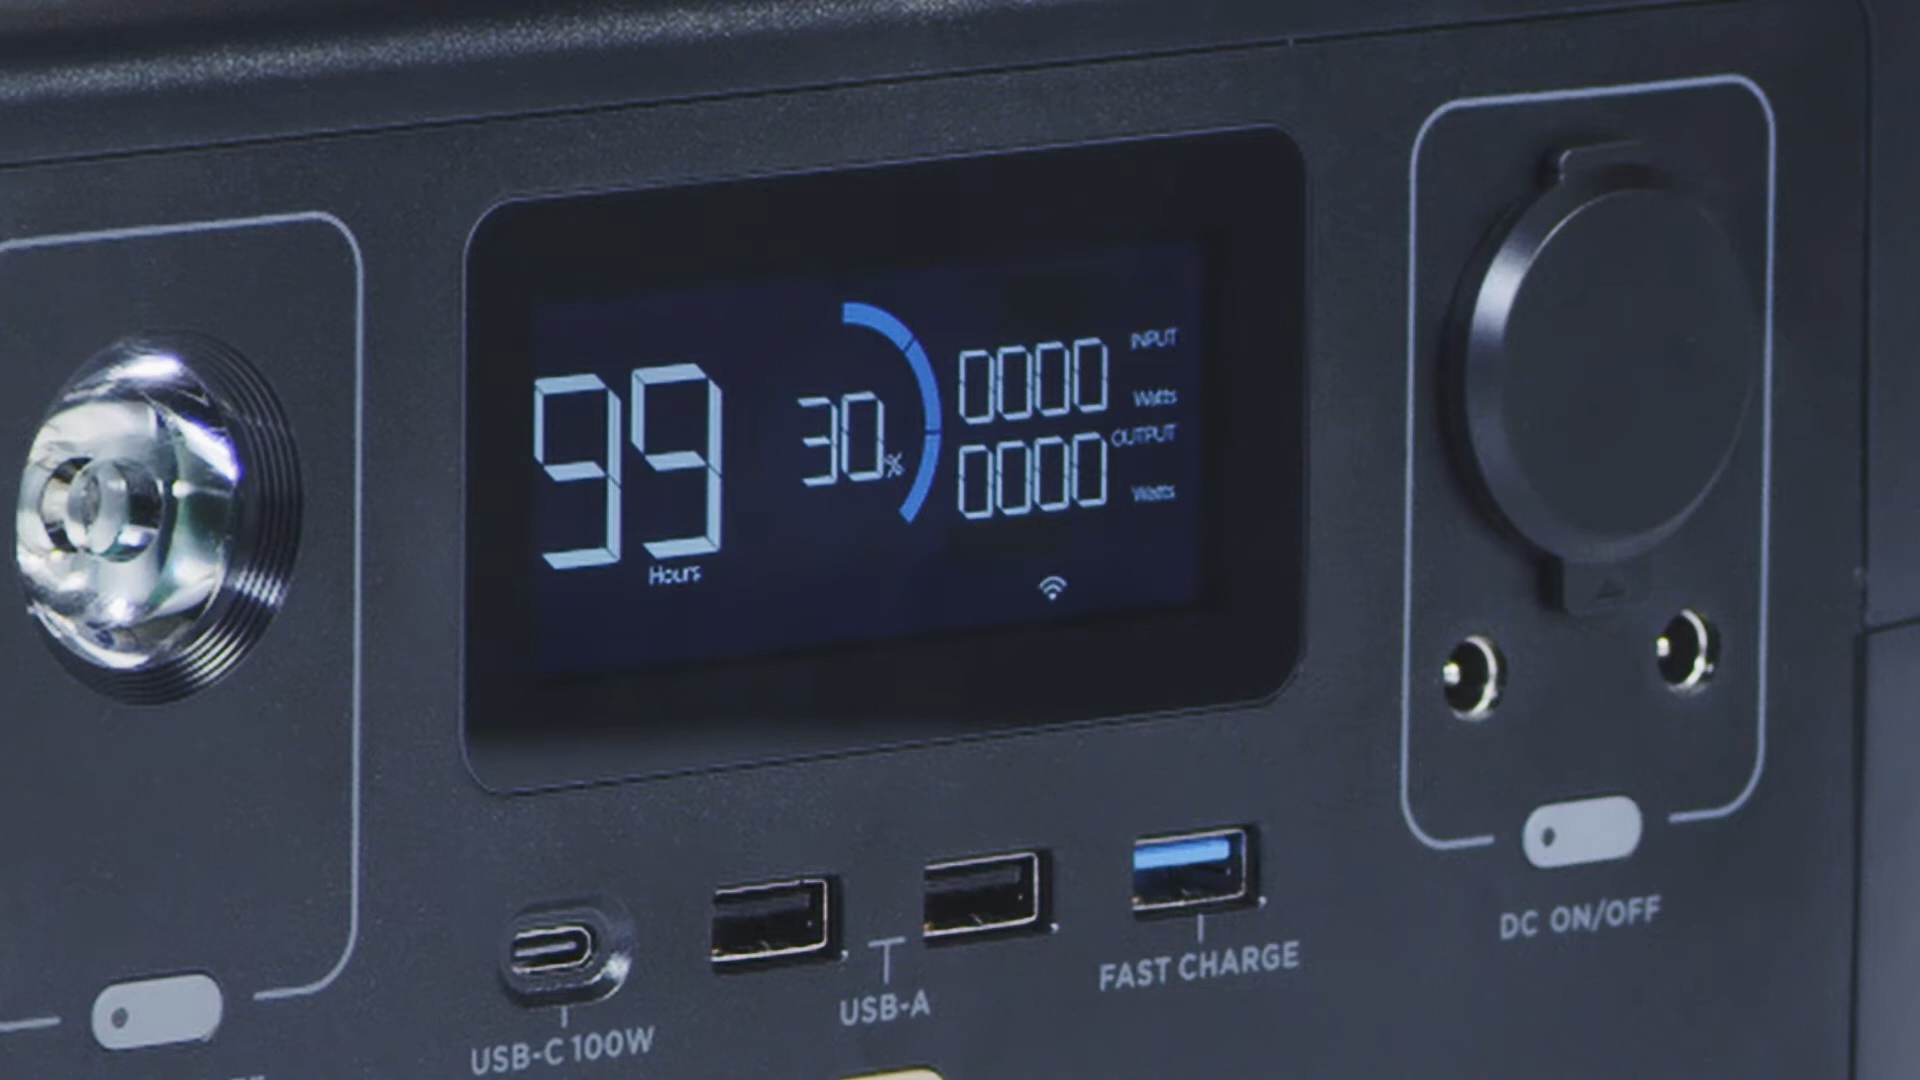 99
Hours
30%
0000
INPUT
Watts
0000
OUTPUT
Watts
USB-C 100W
USB-A
FAST CHARGE
DC ON/OFF